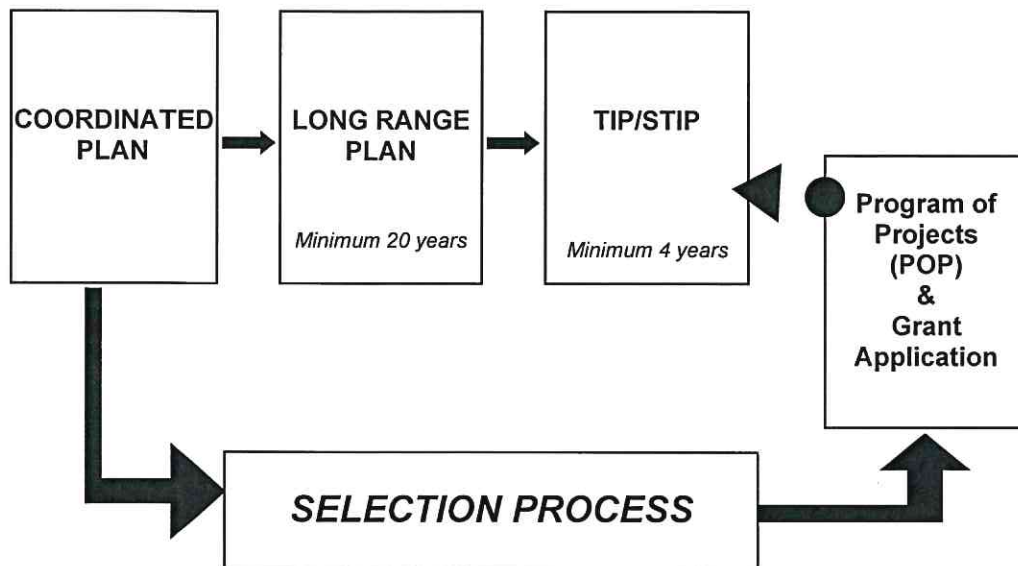 COORDINATED
PLAN
LONG RANGE
PLAN
Minimum 20 years
TIP/STIP
Minimum 4 years
Program of
Projects
(POP)
&
Grant
Application
SELECTION PROCESS